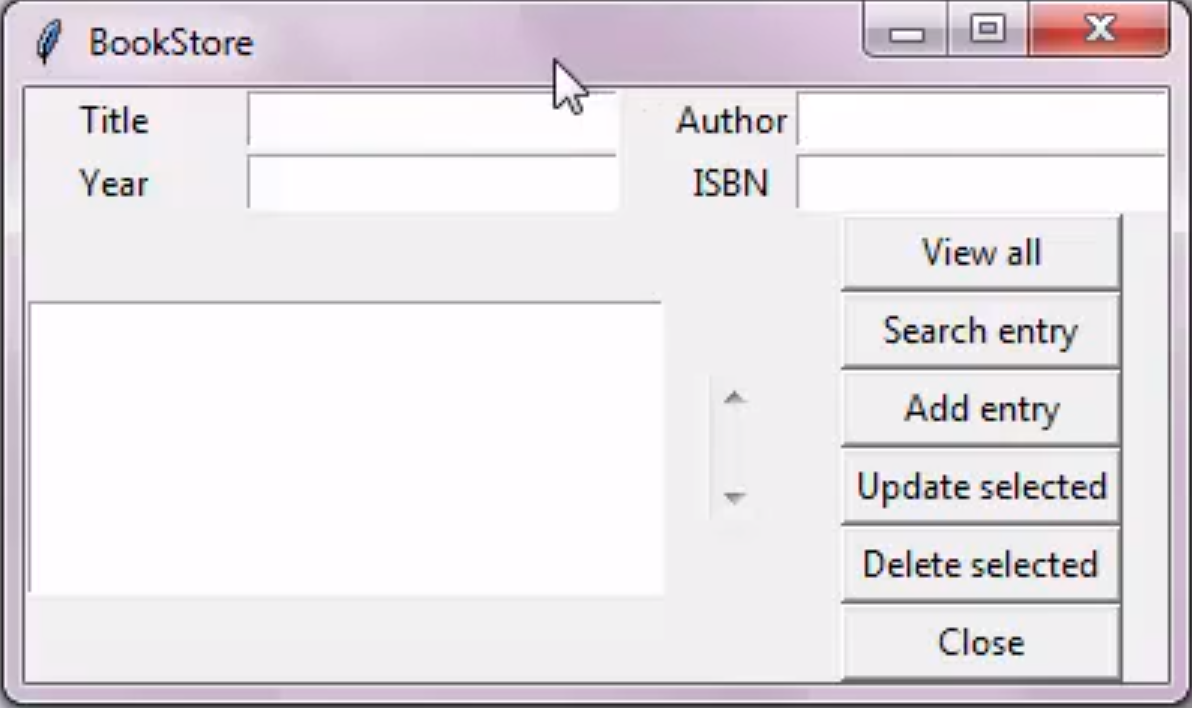 BookStore
Title Author
Year ISBN
View all
Search entry
Add entry
Update selected
Delete selected
Close